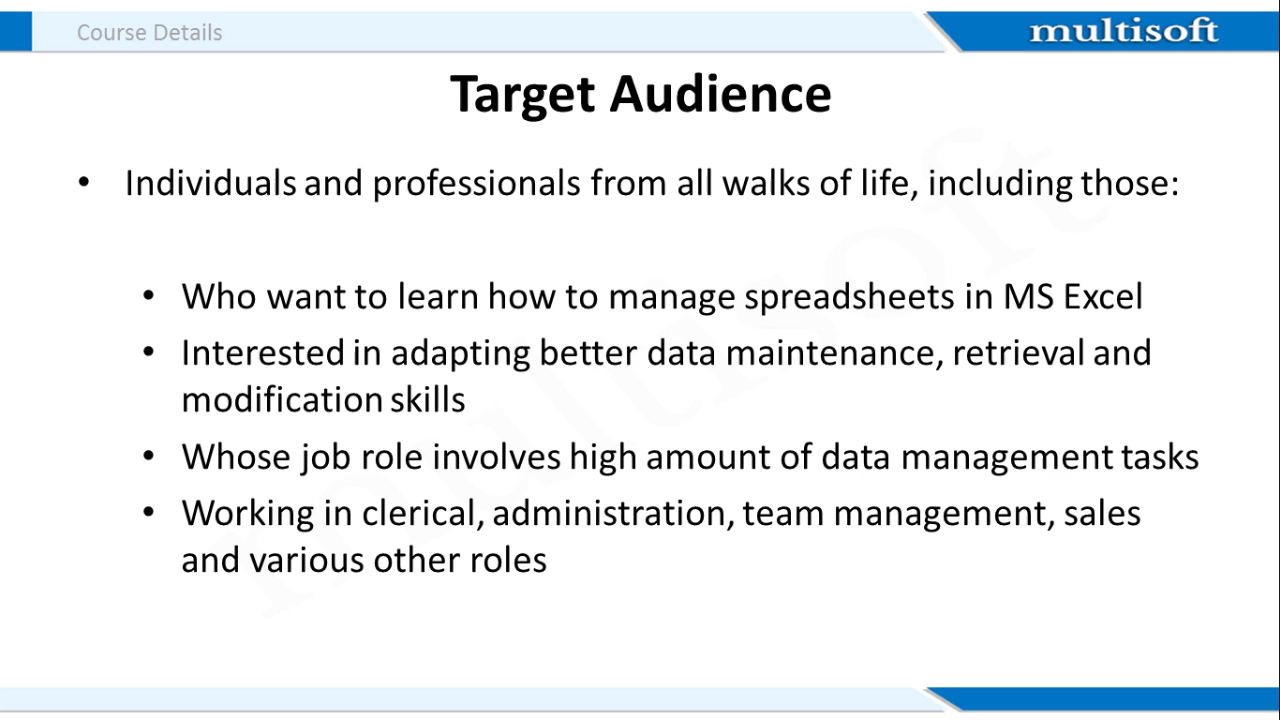 Course Details
multisoft
Target Audience
• Individuals and professionals from all walks of life, including those:
• Who want to learn how to manage spreadsheets in MS Excel
• Interested in adapting better data maintenance, retrieval and
modification skills
• Whose job role involves high amount of data management tasks
• Working in clerical, administration, team management, sales
and various other roles
multisoft